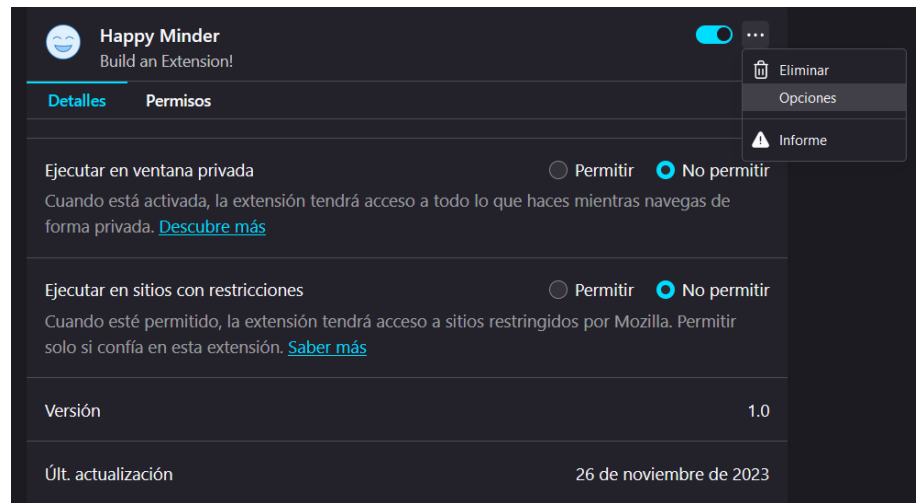 Happy Minder
Build an Extension!
Eliminar
Opciones
Informe
Detalles Permisos
Ejecutar en ventana privada Permitir No permitir
Cuando está activada, la extensión tendrá acceso a todo lo que haces mientras navegas de
forma privada. Descubre más
Ejecutar en sitios con restricciones Permitir No permitir
Cuando esté permitido, la extensión tendrá acceso a sitios restringidos por Mozilla. Permitir
solo si confía en esta extensión. Saber más
Versión 1.0
Últ. actualización 26 de noviembre de 2023